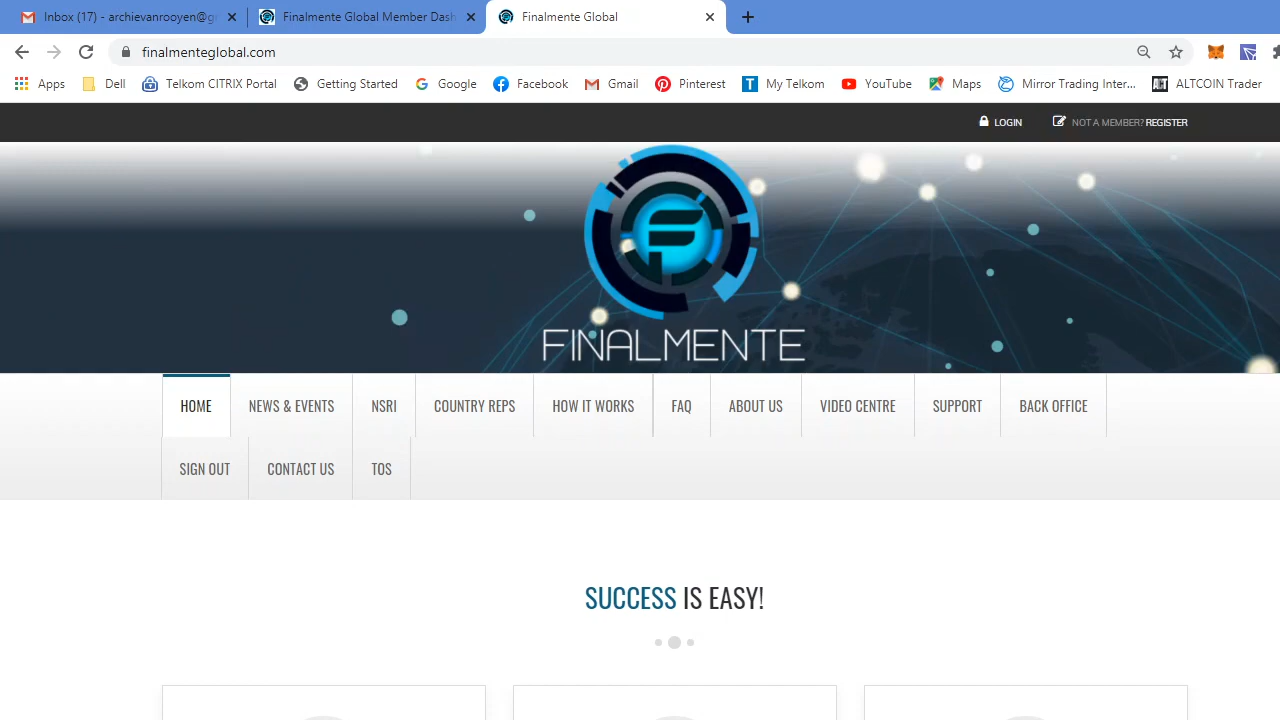 Inbox (17) - archievanrooyen@g
Finalmente Global Member Dash
Finalmente Global
finalmenteglobal.com
Apps Dell Telkom CITRIX Portal Getting Started Google Facebook Gmail Pinterest My Telkom YouTube Maps Mirror Trading Inter... ALTCOIN Trader
LOGIN NOT A MEMBER? REGISTER
FINALMENTE
HOME NEWS & EVENTS NSRI COUNTRY REPS HOW IT WORKS FAQ ABOUT US VIDEO CENTRE SUPPORT BACK OFFICE
SIGN OUT CONTACT US TOS
SUCCESS IS EASY!